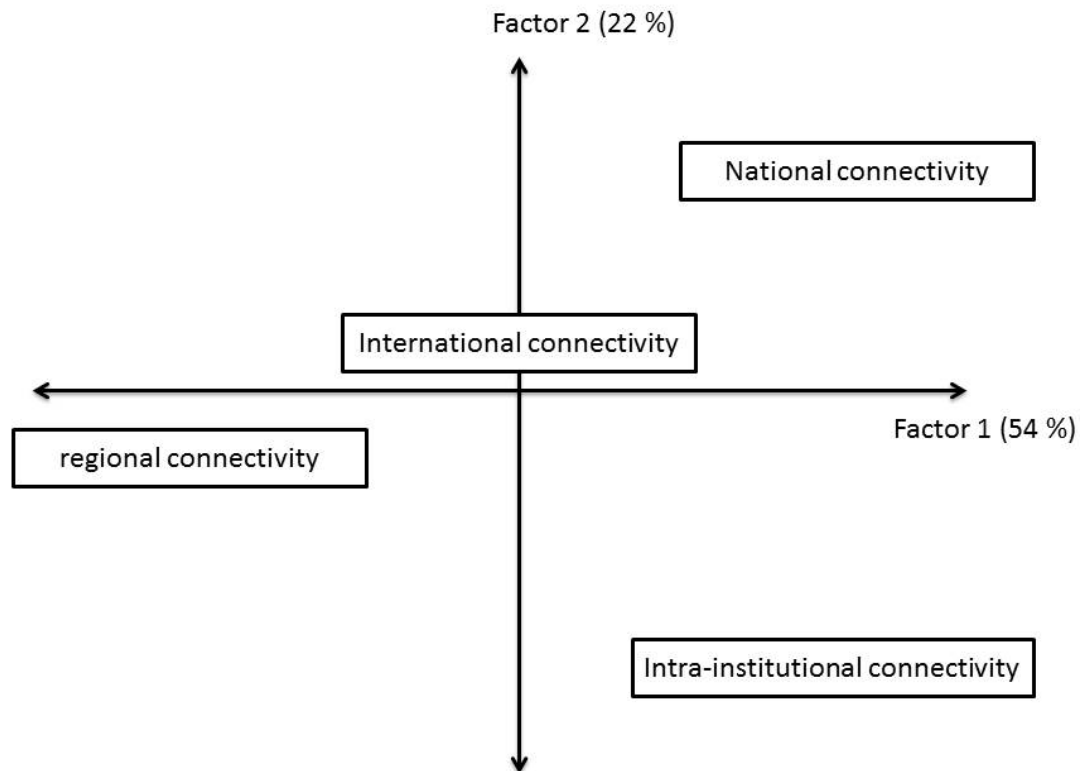 Factor 2 (22 %)
National connectivity
International connectivity
Factor 1 (54 %)
regional connectivity
Intra-institutional connectivity